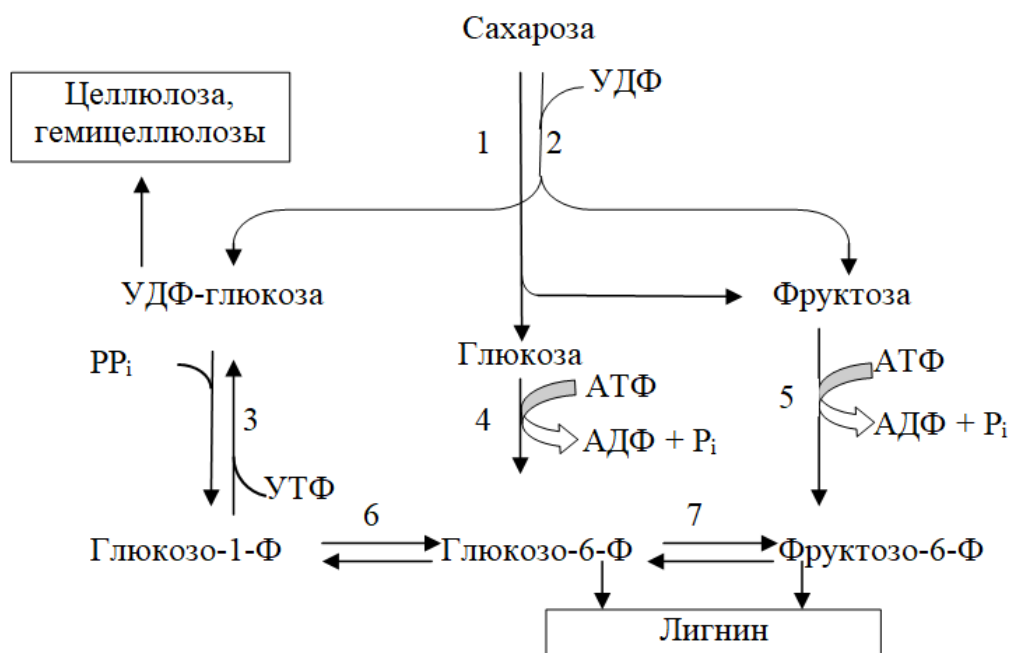 Сахароза
Целлюлоза,
гемицеллюлозы
УДФ
1
2
УДФ-глюкоза
Фруктоза
Глюкоза
PPi
АТФ
АТФ
3
4
5
АДФ + Pi
АДФ + Pi
УТФ
6
7
Глюкозо-1-Ф
Глюкозо-6-Ф
Фруктозо-6-Ф
Лигнин